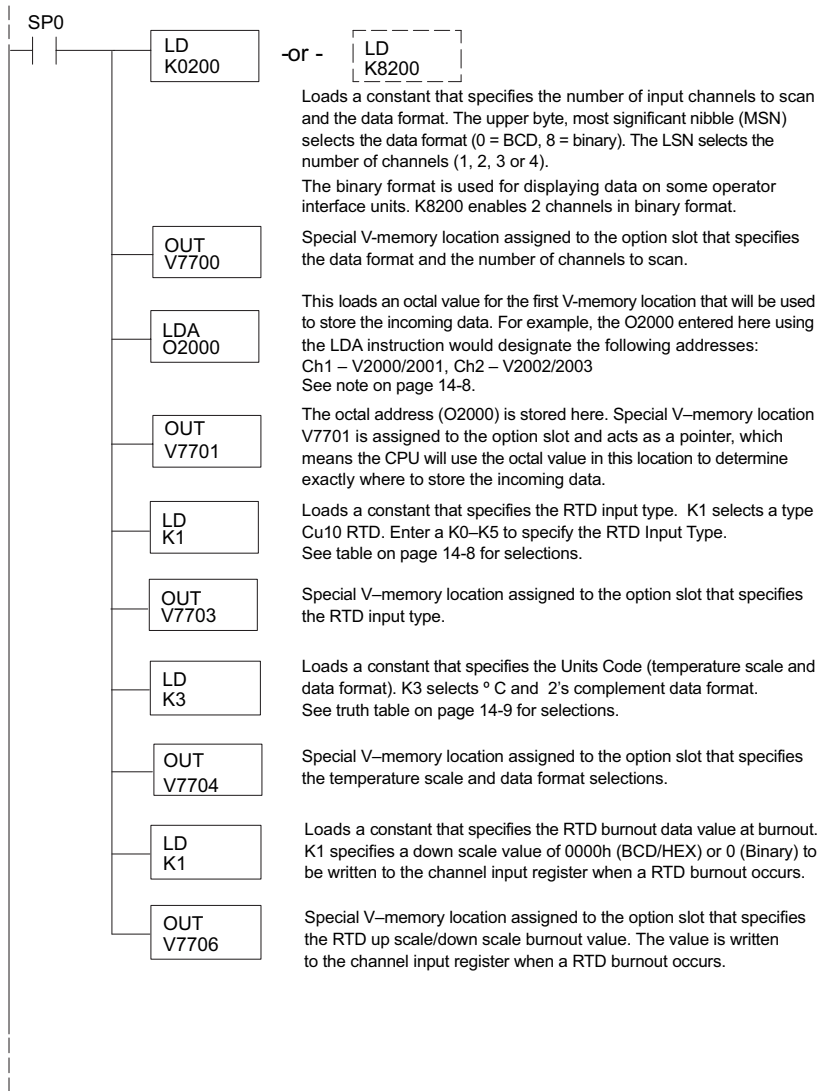 SP0
LD
K0200
-or -
LD
K8200
Loads a constant that specifies the number of input channels to scan
and the data format. The upper byte, most significant nibble (MSN)
selects the data format (0 = BCD, 8 = binary). The LSN selects the
number of channels (1, 2, 3 or 4).
The binary format is used for displaying data on some operator
interface units. K8200 enables 2 channels in binary format.
OUT
V7700
Special V-memory location assigned to the option slot that specifies
the data format and the number of channels to scan.
LDA
O2000
This loads an octal value for the first V-memory location that will be used
to store the incoming data. For example, the O2000 entered here using
the LDA instruction would designate the following addresses:
Ch1 – V2000/2001, Ch2 – V2002/2003
See note on page 14-8.
OUT
V7701
The octal address (O2000) is stored here. Special V–memory location
V7701 is assigned to the option slot and acts as a pointer, which
means the CPU will use the octal value in this location to determine
exactly where to store the incoming data.
LD
K1
Loads a constant that specifies the RTD input type. K1 selects a type
Cu10 RTD. Enter a K0–K5 to specify the RTD Input Type.
See table on page 14-8 for selections.
OUT
V7703
Special V–memory location assigned to the option slot that specifies
the RTD input type.
LD
K3
Loads a constant that specifies the Units Code (temperature scale and
data format). K3 selects º C and 2’s complement data format.
See truth table on page 14-9 for selections.
OUT
V7704
Special V–memory location assigned to the option slot that specifies
the temperature scale and data format selections.
LD
K1
Loads a constant that specifies the RTD burnout data value at burnout.
K1 specifies a down scale value of 0000h (BCD/HEX) or 0 (Binary) to
be written to the channel input register when a RTD burnout occurs.
OUT
V7706
Special V–memory location assigned to the option slot that specifies
the RTD up scale/down scale burnout value. The value is written
to the channel input register when a RTD burnout occurs.